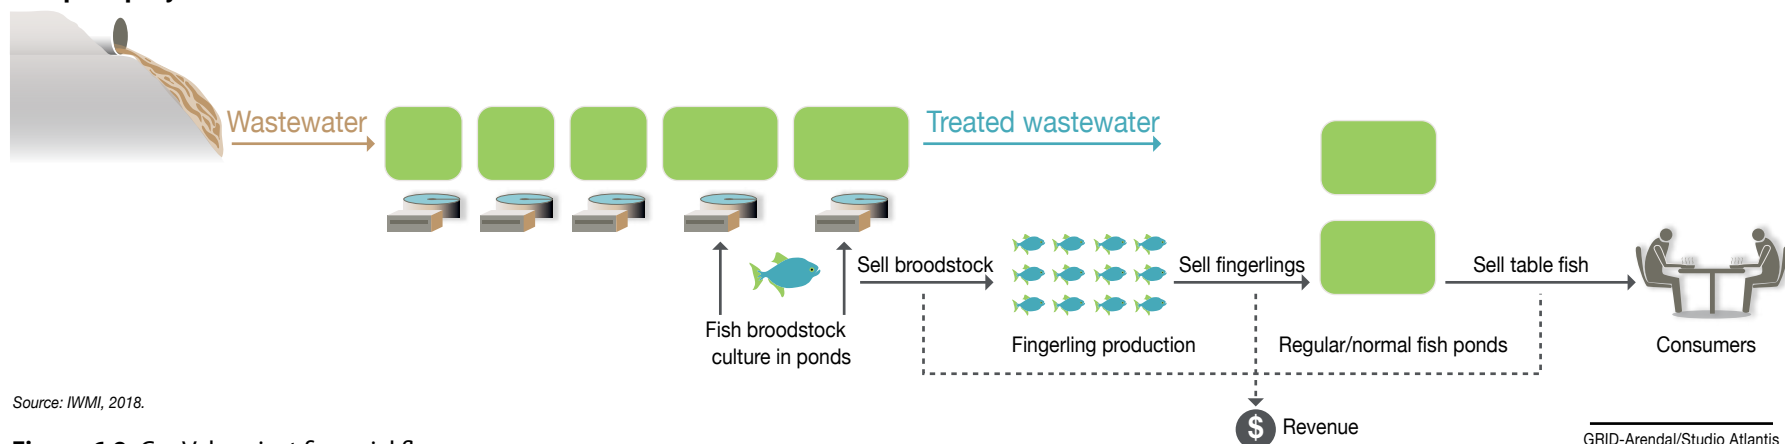 Wastewater
Treated wastewater
Sell broodstock
Sell fingerlings
Sell table fish
Fish broodstock
culture in ponds
Fingerling production
Regular/normal fish ponds
Consumers
Source: IWMI, 2018.
$
Revenue
GRID-Arendal/Studio Atlantis